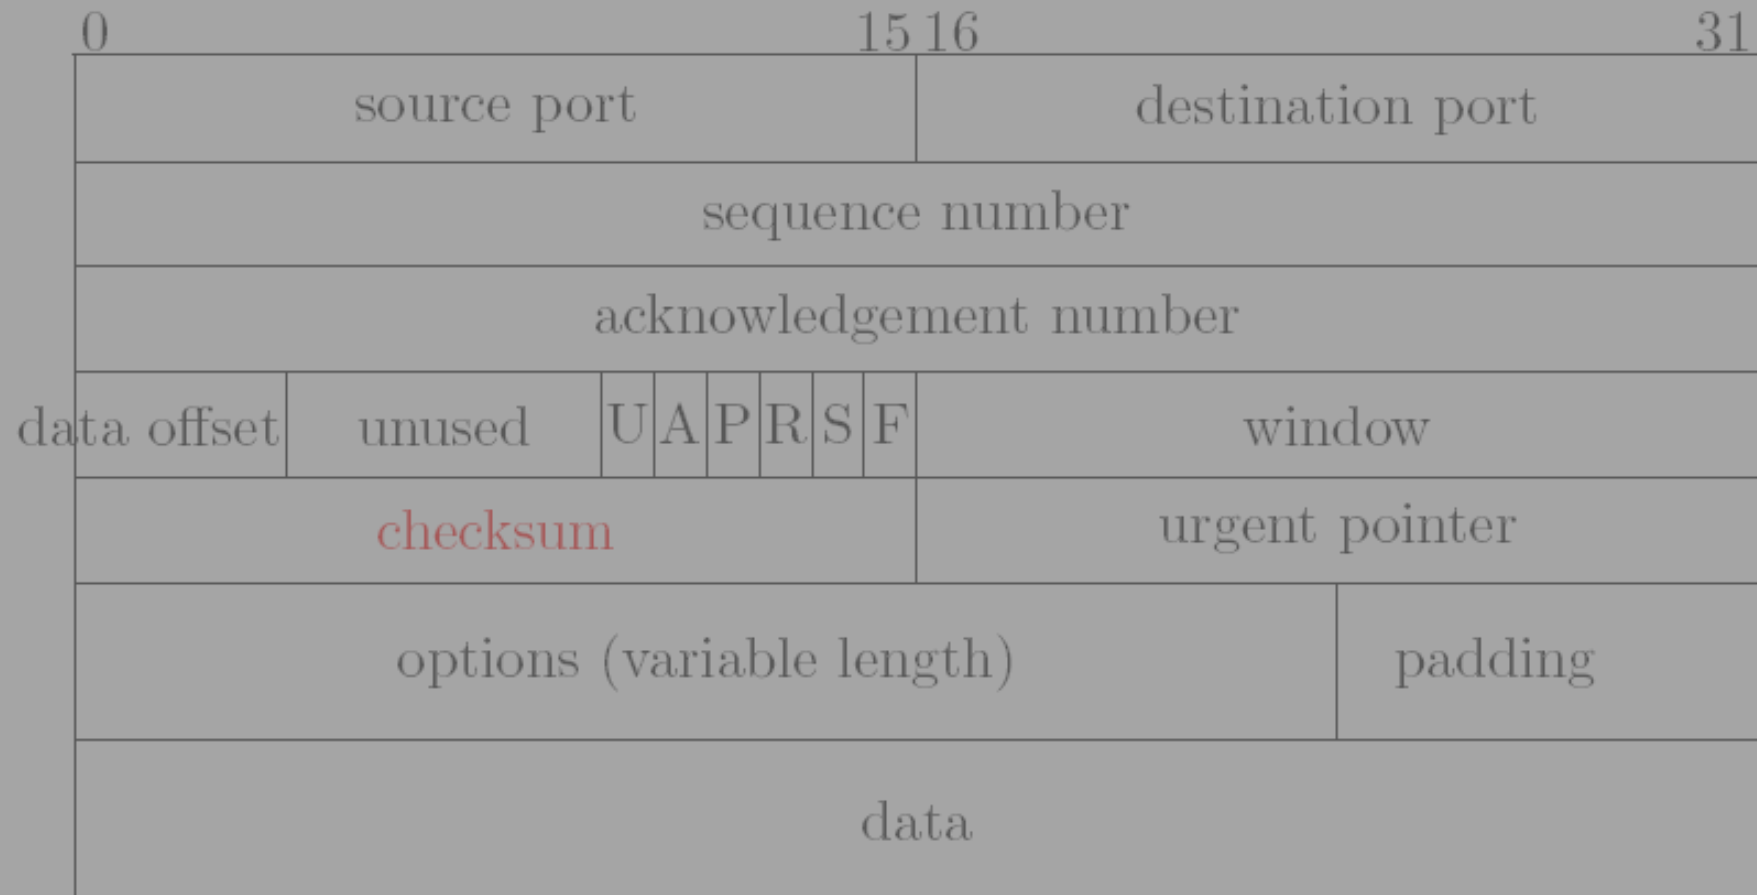 0 15 16 31
source port destination port
sequence number
acknowledgement number
data offset unused U A P R S F window
checksum urgent pointer
options (variable length) padding
data